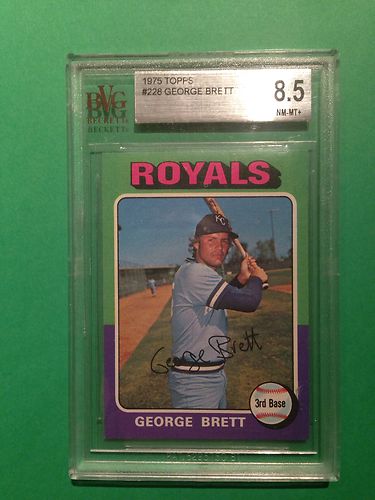 1975 TOPPS
#228 GEORGE BRETT
8.5
NM-MT+
BVG
BECKETT
BECKETT
ROYALS
KC
George Brett
3rd Base
GEORGE BRETT